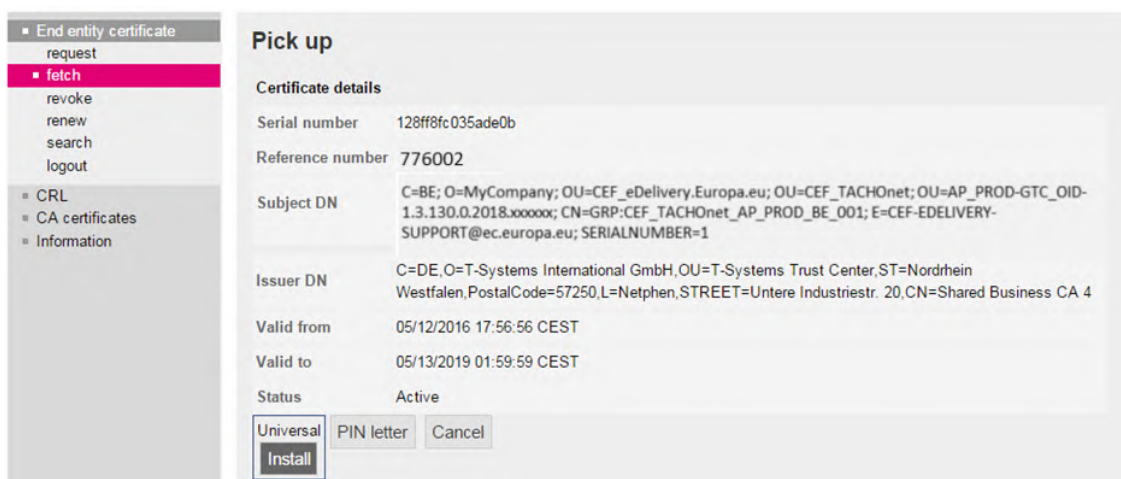 End entity certificate
request
fetch
revoke
renew
search
logout
CRL
CA certificates
Information
Pick up
Certificate details
Serial number 128ff8fc035ade0b
Reference number 776002
Subject DN C=BE; O=MyCompany; OU=CEF_eDelivery.Europa.eu; OU=CEF_TACHOnet; OU=AP_PROD-GTC_OID-
1.3.130.0.2018.xxxxxx; CN=GRP:CEF_TACHOnet_AP_PROD_BE_001; E=CEF-EDELIVERY-
SUPPORT@ec.europa.eu; SERIALNUMBER=1
Issuer DN C=DE,O=T-Systems International GmbH,OU=T-Systems Trust Center,ST=Nordrhein
Westfalen,PostalCode=57250,L=Netphen,STREET=Untere Industriestr. 20,CN=Shared Business CA 4
Valid from 05/12/2016 17:56:56 CEST
Valid to 05/13/2019 01:59:59 CEST
Status Active
Universal
Install
PIN letter
Cancel